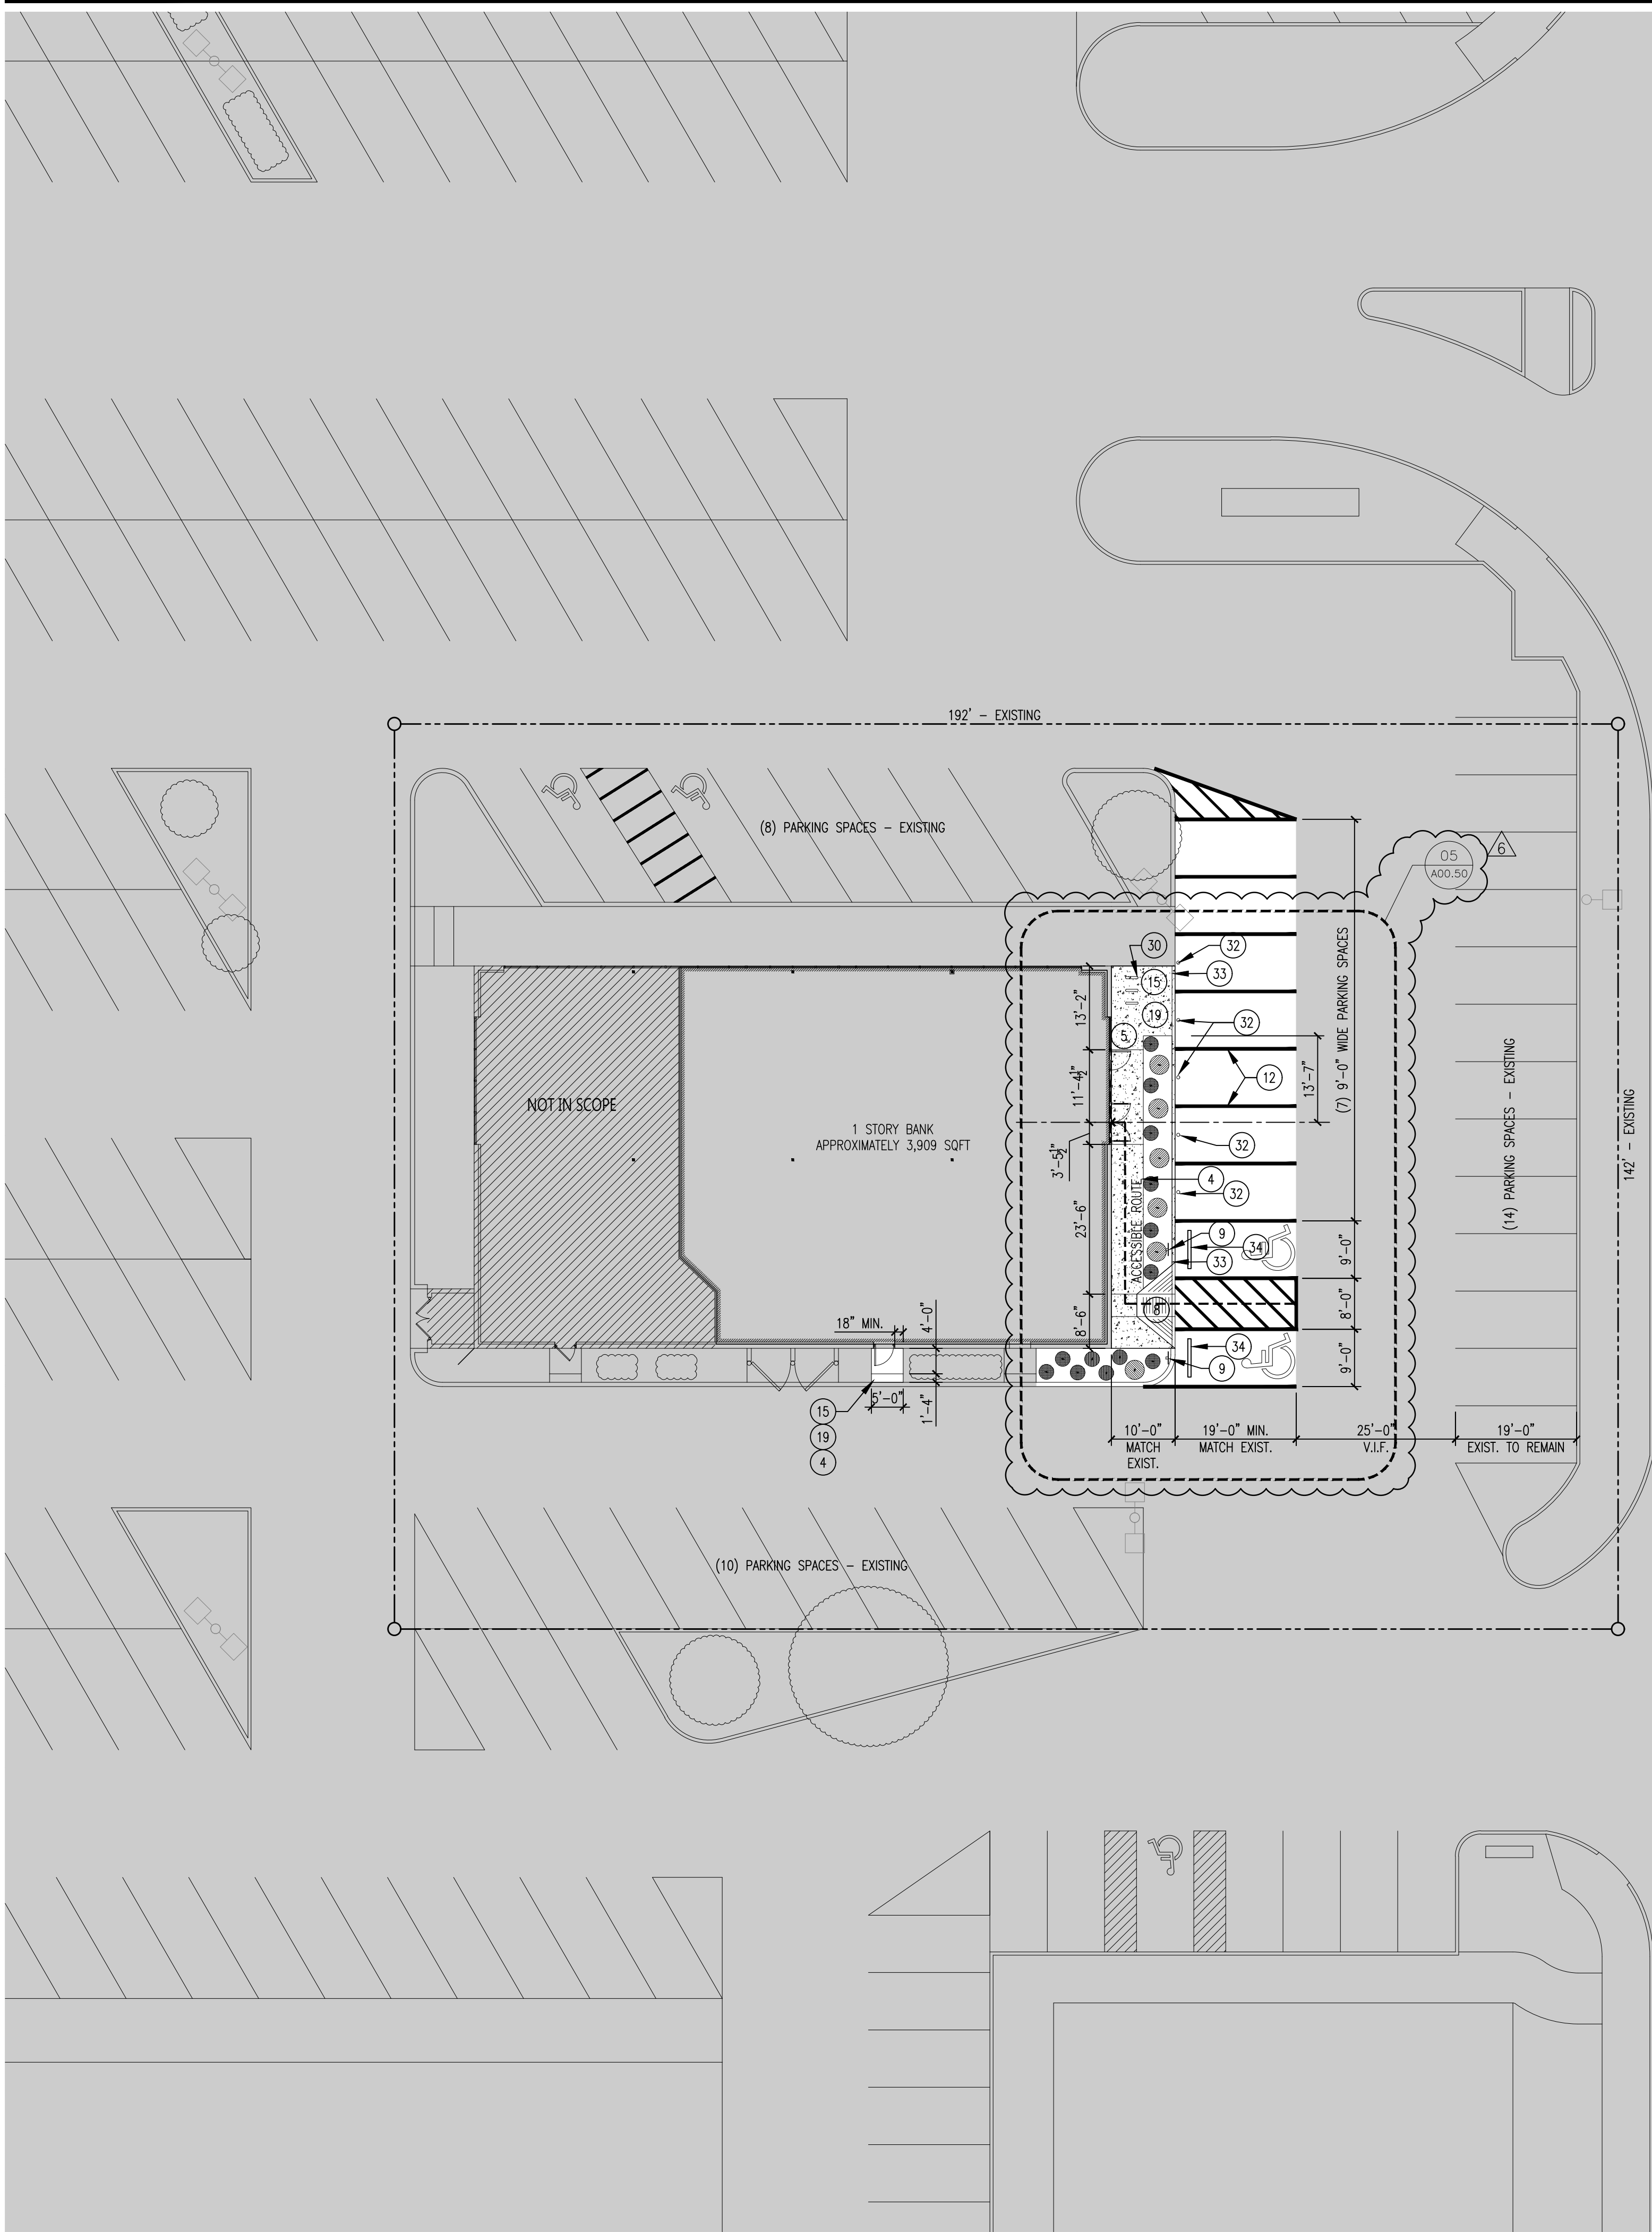 192' - EXISTING
(8) PARKING SPACES - EXISTING
05
A00.50
6
30
32
33
15
19
32
5
12
32
4
32
9
34
33
8
34
9
13'-2"
11'-4½"
3'-5½"
23'-6"
8'-6"
13'-7"
(7) 9'-0" WIDE PARKING SPACES
9'-0"
8'-0"
9'-0"
ACCESSIBLE ROUTE
(14) PARKING SPACES - EXISTING
142' - EXISTING
NOT IN SCOPE
1 STORY BANK
APPROXIMATELY 3,909 SQFT
18" MIN.
4'-0"
5'-0"
1'-4"
15
19
4
10'-0"
MATCH
EXIST.
19'-0" MIN.
MATCH EXIST.
25'-0"
V.I.F.
19'-0"
EXIST. TO REMAIN
(10) PARKING SPACES - EXISTING